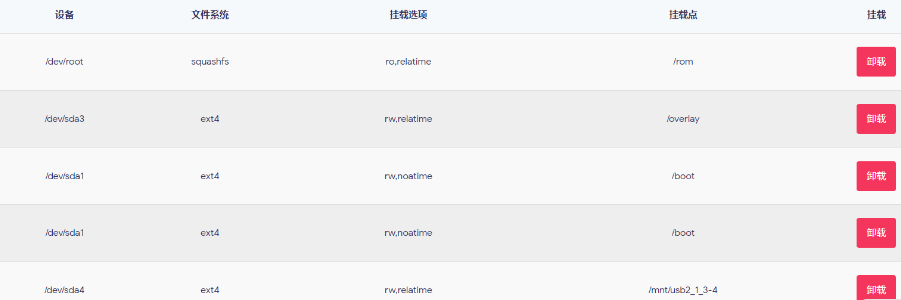 设备 文件系统 挂载选项 挂载点 挂载
/dev/root squashfs ro,relatime /rom 卸载
/dev/sda3 ext4 rw,relatime /overlay 卸载
/dev/sda1 ext4 rw,noatime /boot 卸载
/dev/sda1 ext4 rw,noatime /boot 卸载
/dev/sda4 ext4 rw,relatime /mnt/usb2_1_3-4 卸载